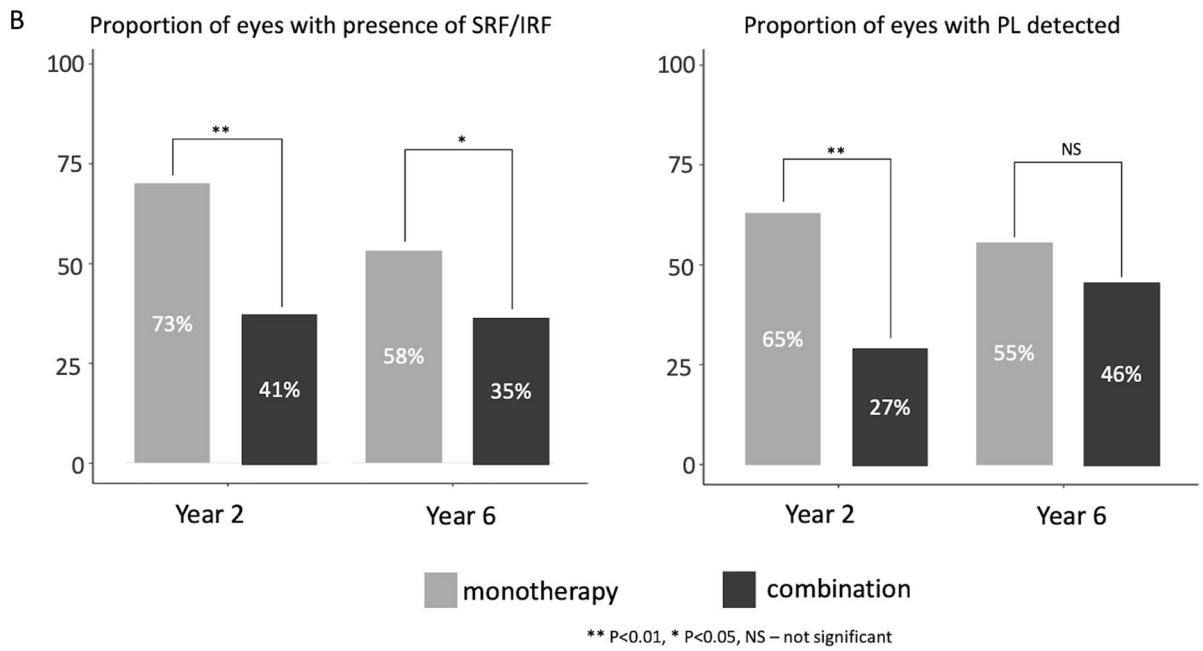 B
Proportion of eyes with presence of SRF/IRF
100
75
50
25
0
**
*
73%
41%
58%
35%
Year 2
Year 6
Proportion of eyes with PL detected
100
75
50
25
0
**
NS
65%
27%
55%
46%
Year 2
Year 6
monotherapy
combination
** P<0.01, * P<0.05, NS – not significant